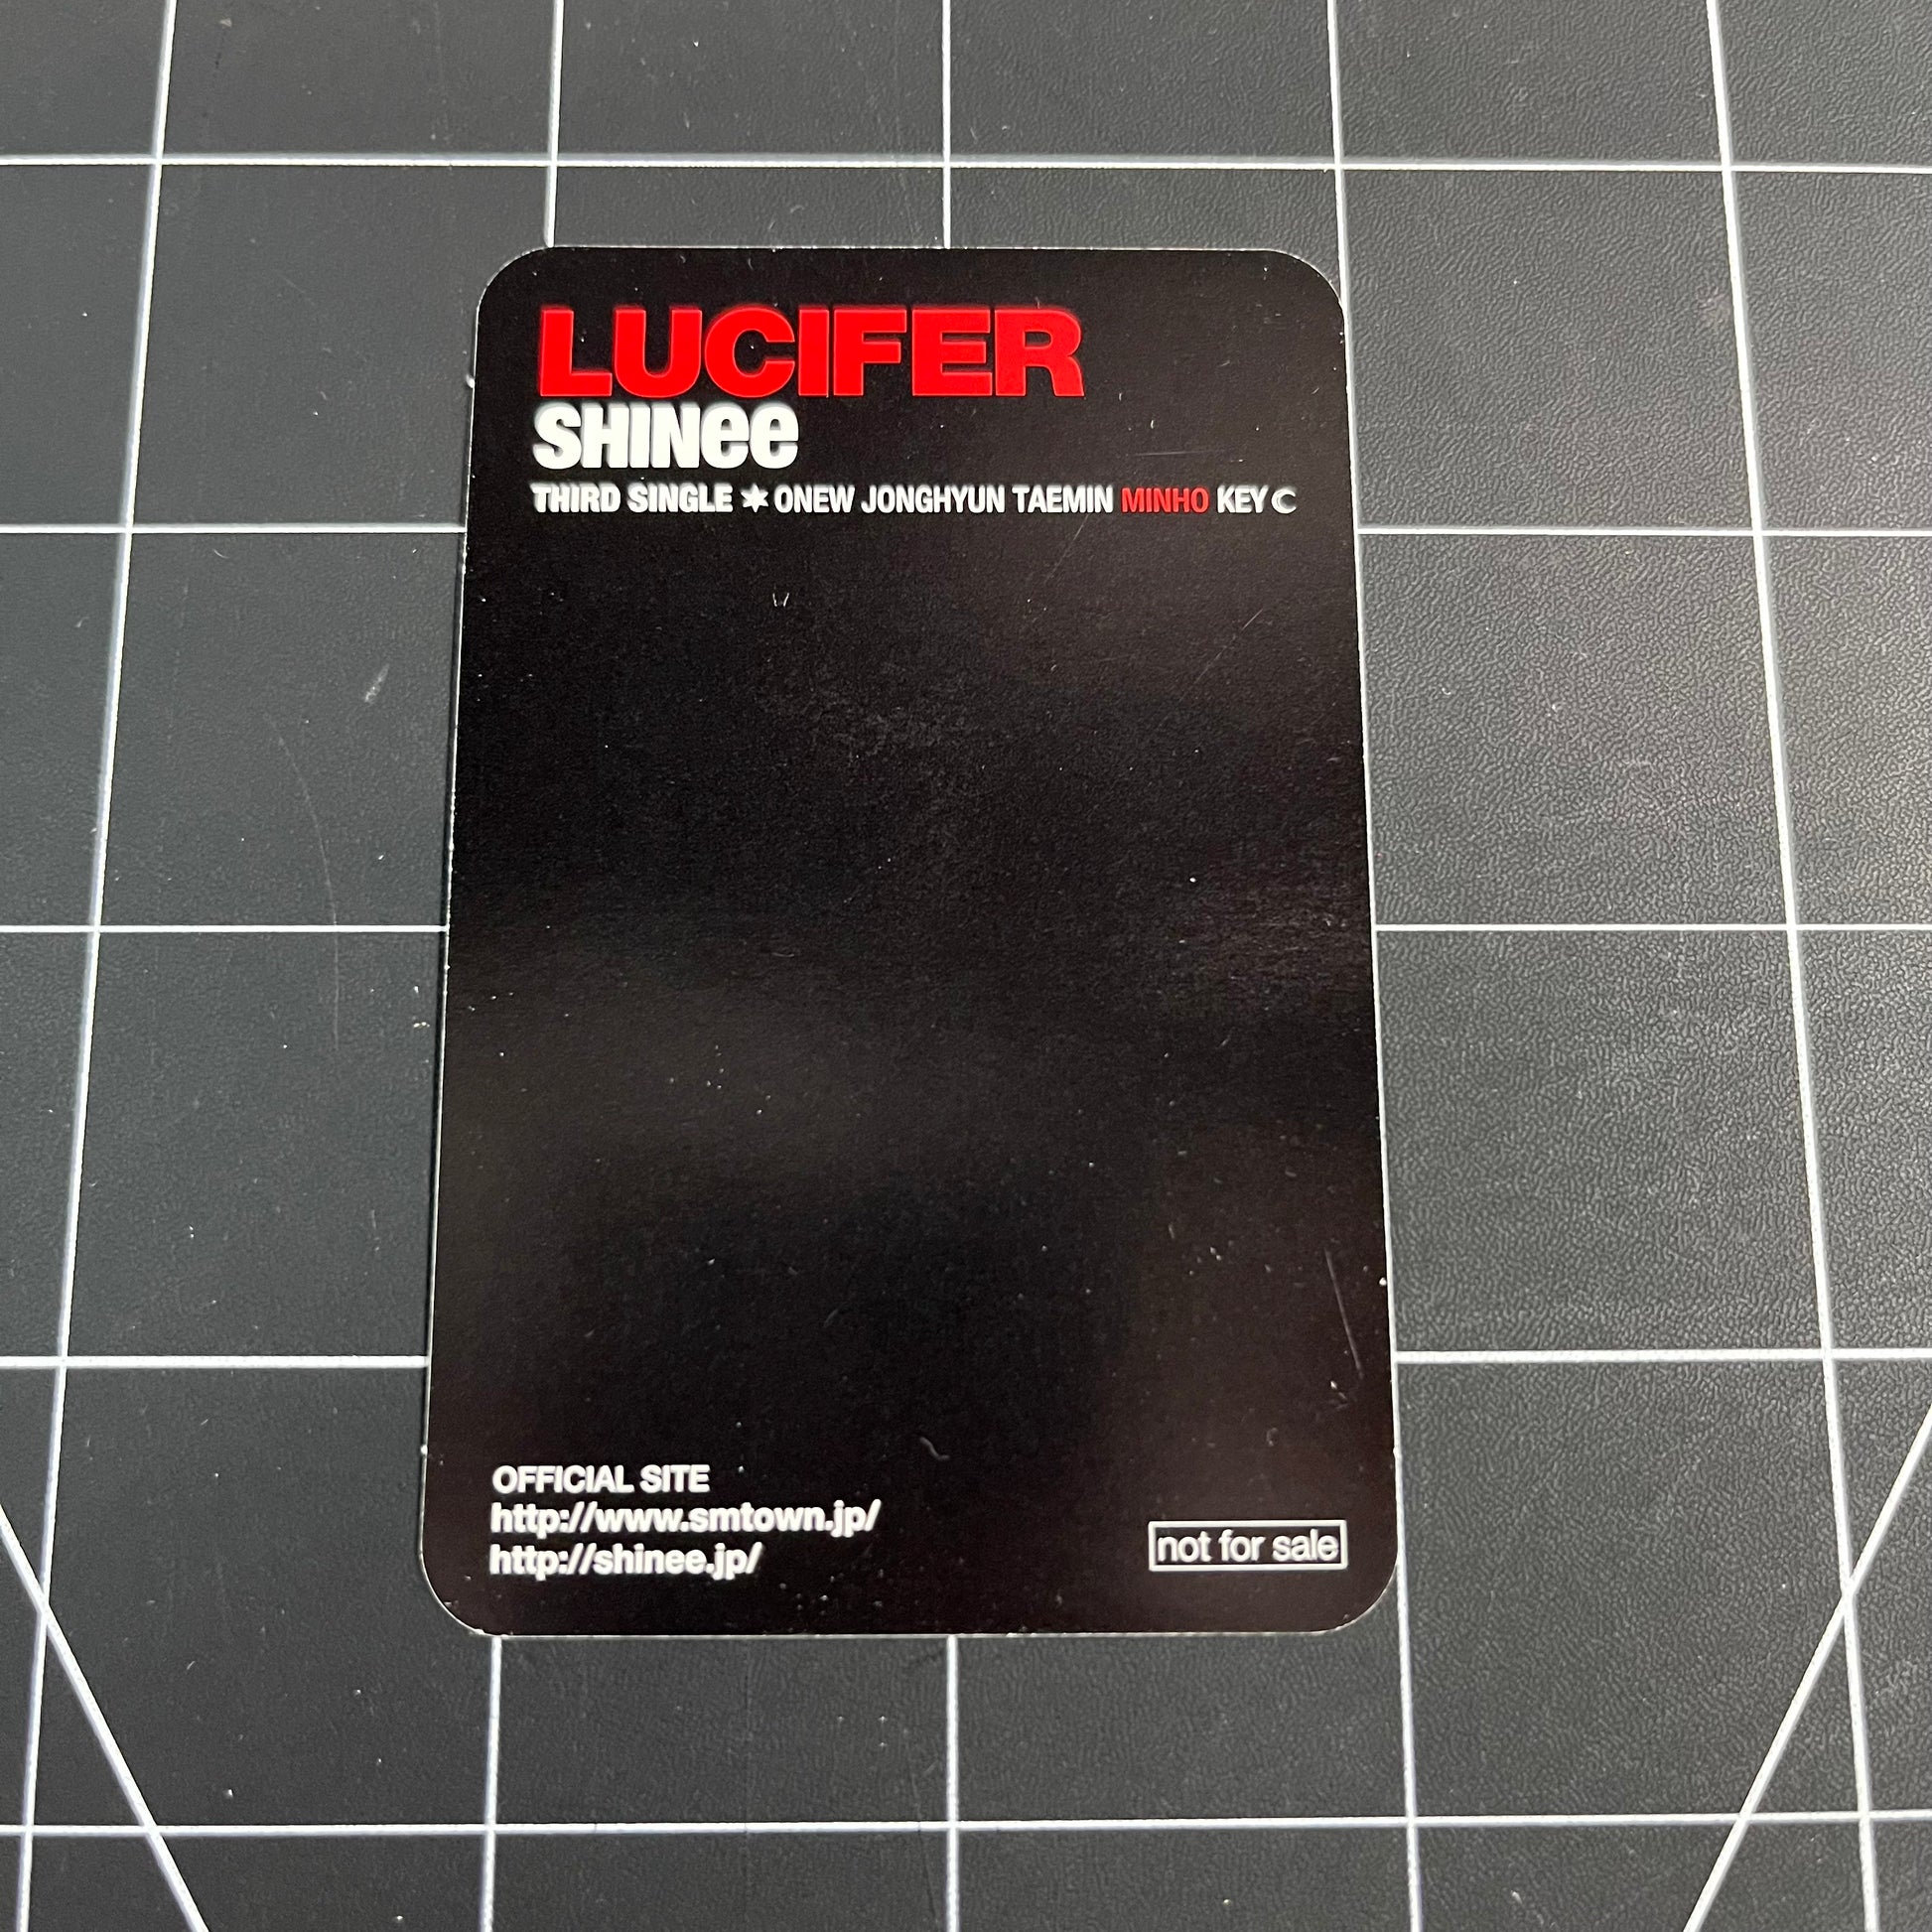 LUCIFER
SHINee
THIRD SINGLE ✶ ONEW JONGHYUN TAEMIN MINHO KEY ☾
OFFICIAL SITE
http://www.smtown.jp/
http://shinee.jp/
not for sale